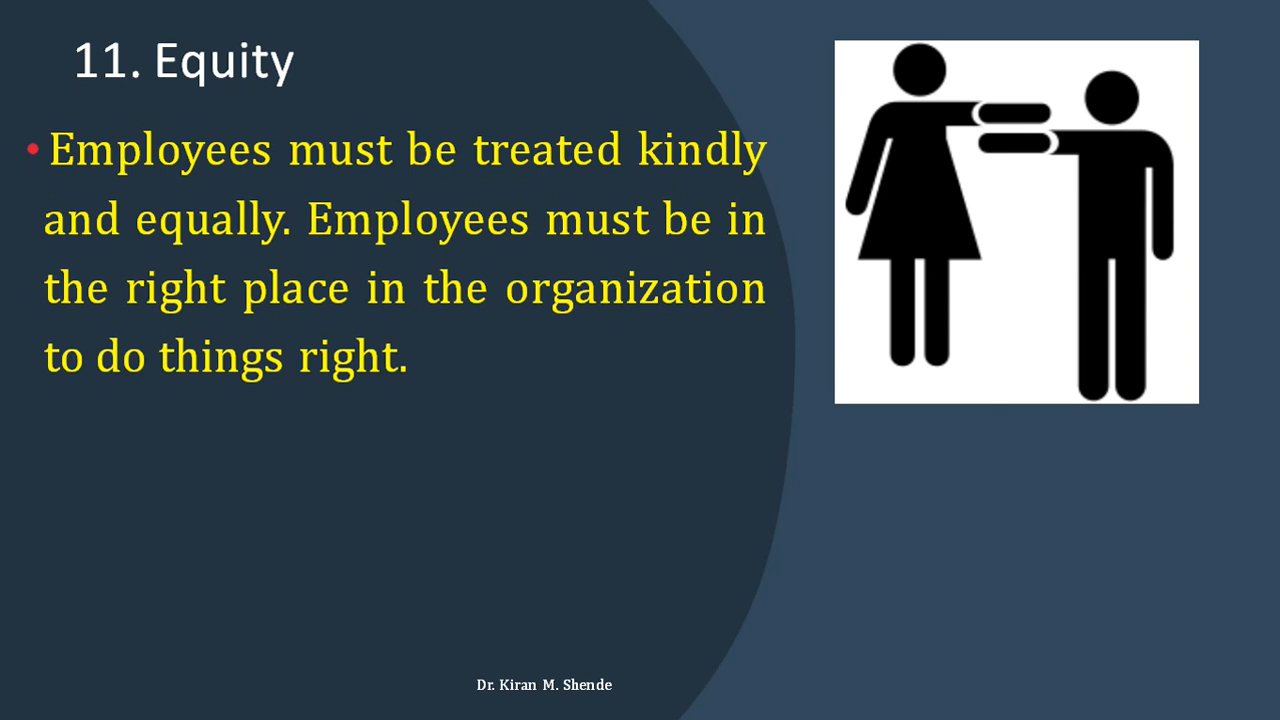 11. Equity
• Employees must be treated kindly
and equally. Employees must be in
the right place in the organization
to do things right.
Dr. Kiran M. Shende